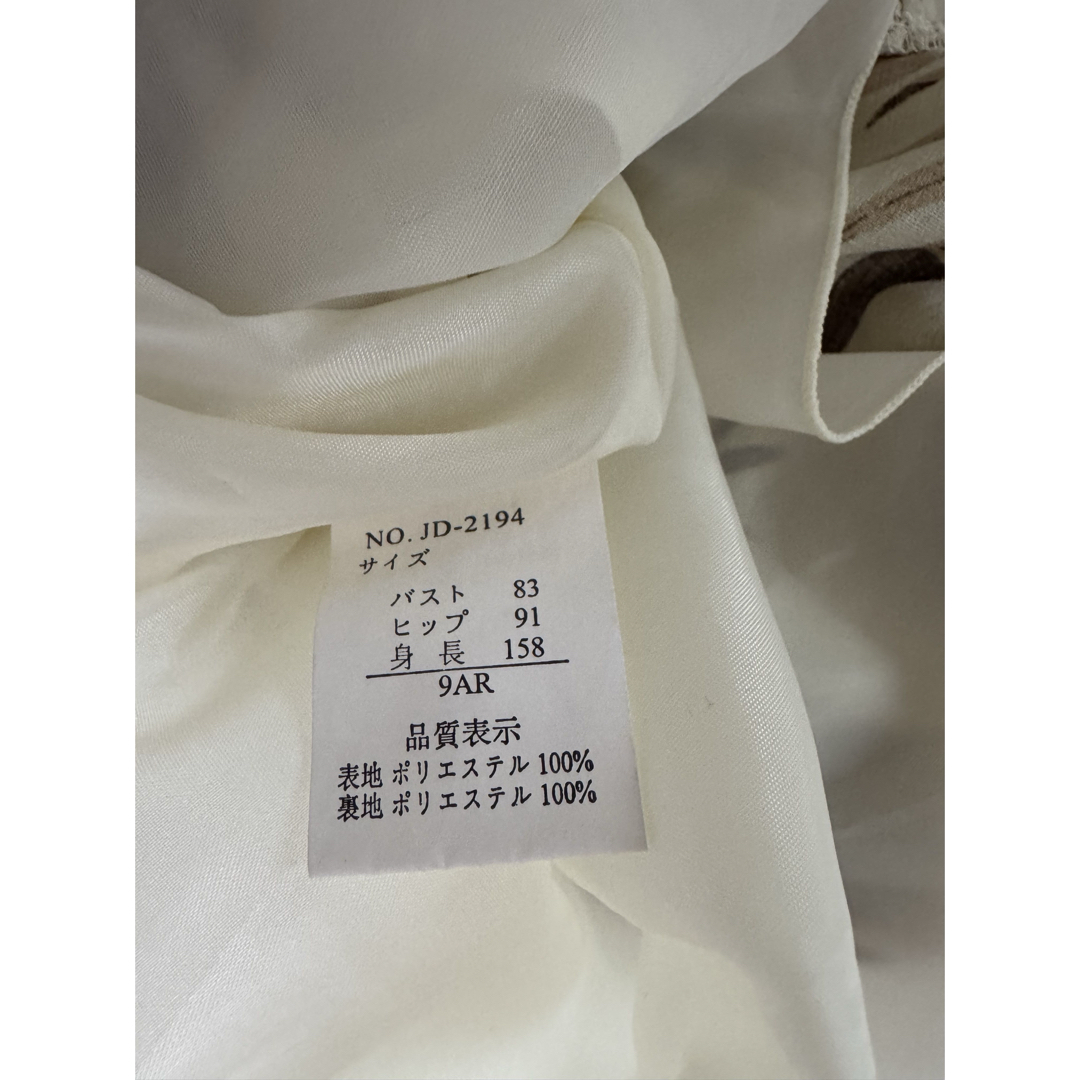 NO. JD-2194
サイズ
バスト 83
ヒップ 91
身長 158
9AR
品質表示
表地 ポリエステル 100%
裏地 ポリエステル 100%